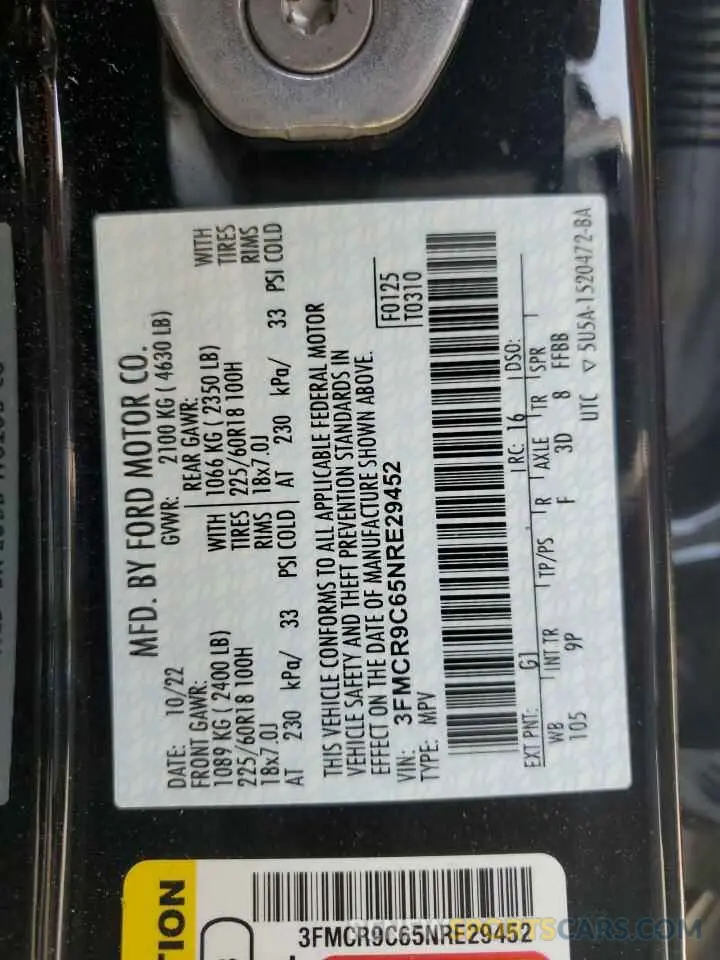 MFD. BY FORD MOTOR CO.
DATE: 10/22
GVWR: 2100 KG ( 4630 LB)
FRONT GAWR:
REAR GAWR:
1089 KG ( 2400 LB) WITH
1066 KG ( 2350 LB) WITH
225/60R18 100H TIRES
225/60R18 100H TIRES
18x7.0J RIMS
18x7.0J RIMS
AT 230 kPa/ 33 PSI COLD
AT 230 kPa/ 33 PSI COLD
THIS VEHICLE CONFORMS TO ALL APPLICABLE FEDERAL MOTOR
VEHICLE SAFETY AND THEFT PREVENTION STANDARDS IN
EFFECT ON THE DATE OF MANUFACTURE SHOWN ABOVE.
VIN: 3FMCR9C65NRE29452
TYPE: MPV
F0125
T0310
EXT PNT: G1 RC: 16 DSO:
WB INT TR TP/PS R AXLE TR SPR
105 9P F 3D 8 FFBB
UTC ▽ 5U5A-1520472-BA
TION
3FMCR9C65NRE29452